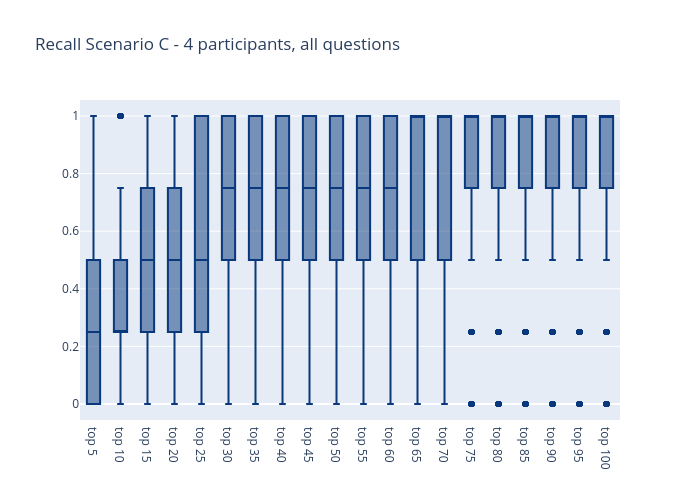 Recall Scenario C - 4 participants, all questions
1
0.8
0.6
0.4
0.2
0
top 5
top 10
top 15
top 20
top 25
top 30
top 35
top 40
top 45
top 50
top 55
top 60
top 65
top 70
top 75
top 80
top 85
top 90
top 95
top 100